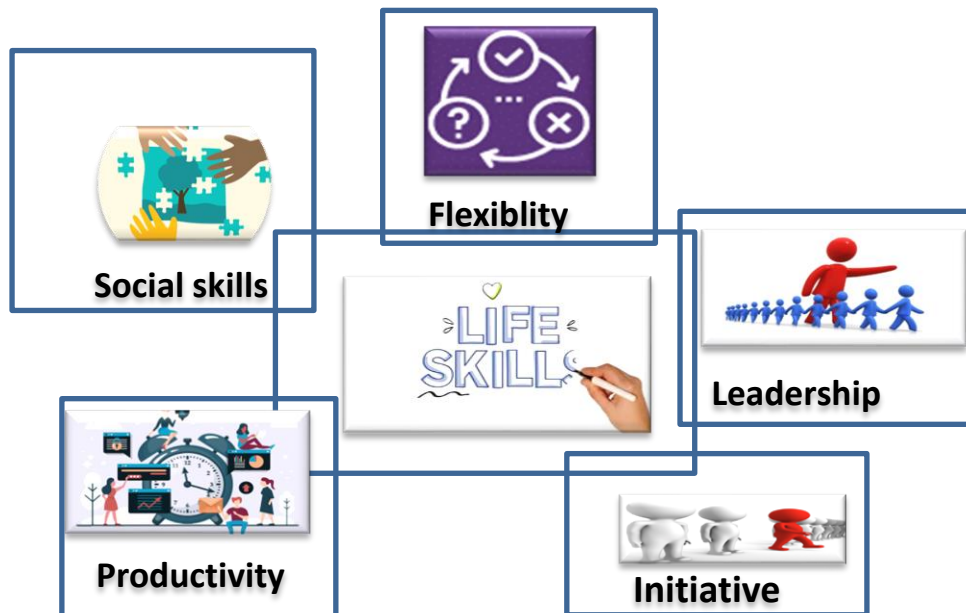 Flexiblity
Social skills
LIFE
SKILLS
Leadership
Productivity
Initiative